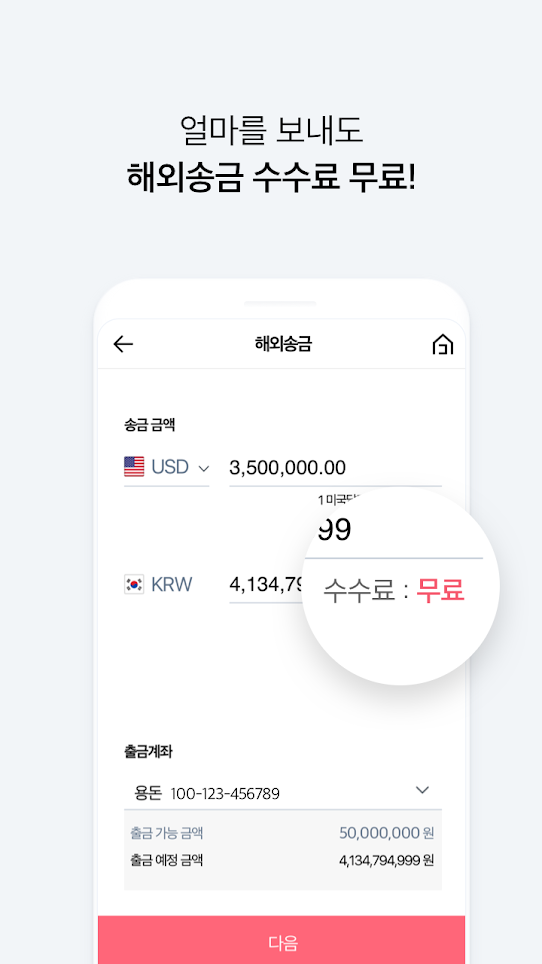 얼마를 보내도
해외송금 수수료 무료!
해외송금
송금 금액
USD 3,500,000.00
1 미국
99
수수료 : 무료
KRW 4,134,79
출금계좌
용돈 100-123-456789
출금 가능 금액 50,000,000 원
출금 예정 금액 4,134,794,999 원
다음